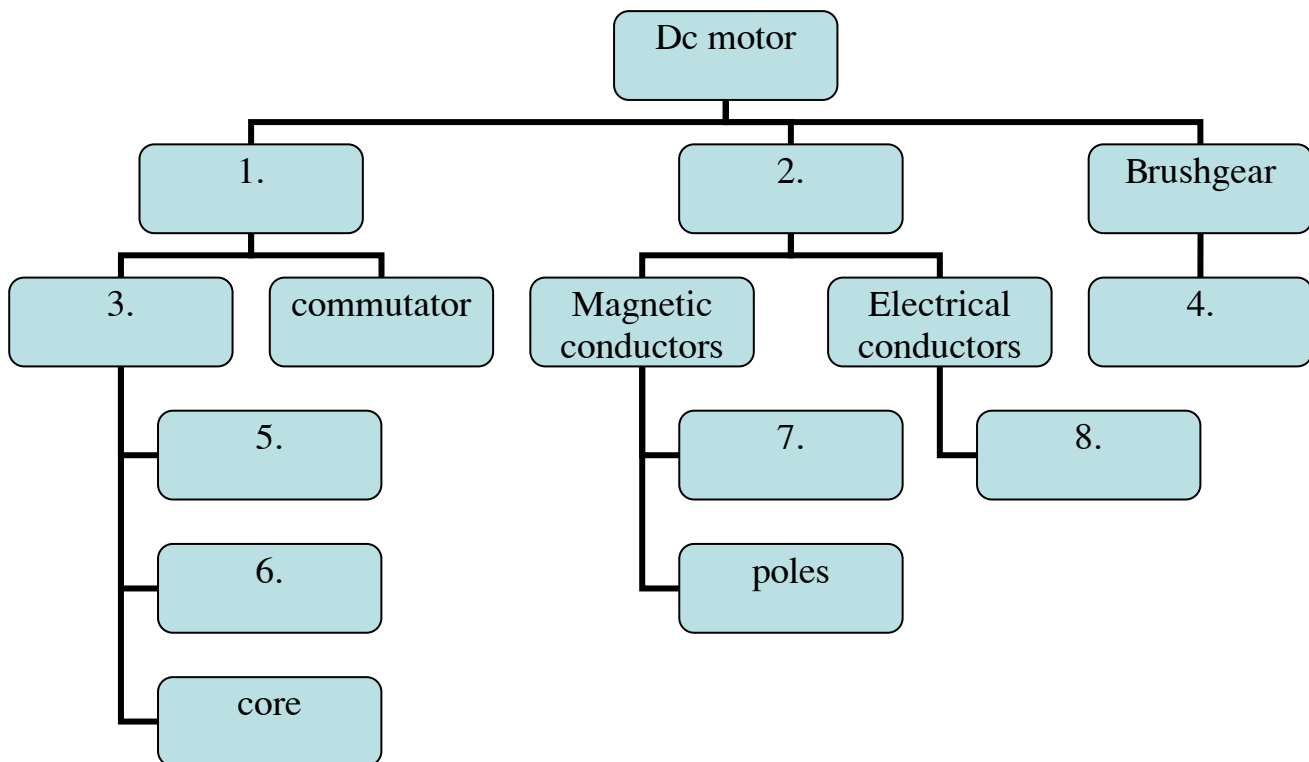 Dc motor
1.
2.
Brushgear
3.
commutator
Magnetic
conductors
Electrical
conductors
4.
5.
7.
8.
6.
poles
core